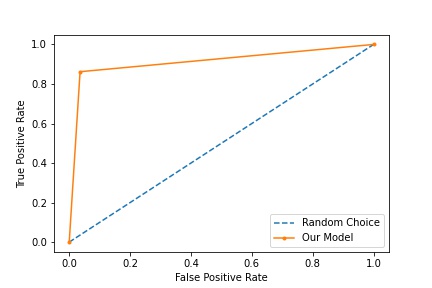 1.0
0.8
0.6
0.4
0.2
0.0
True Positive Rate
0.0 0.2 0.4 0.6 0.8 1.0
False Positive Rate
Random Choice
Our Model